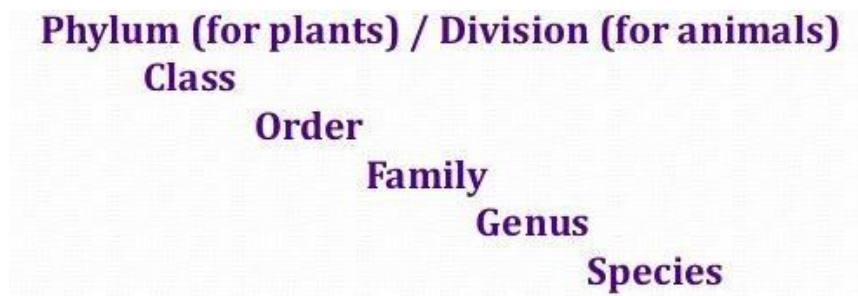 Phylum (for plants) / Division (for animals)
Class
Order
Family
Genus
Species